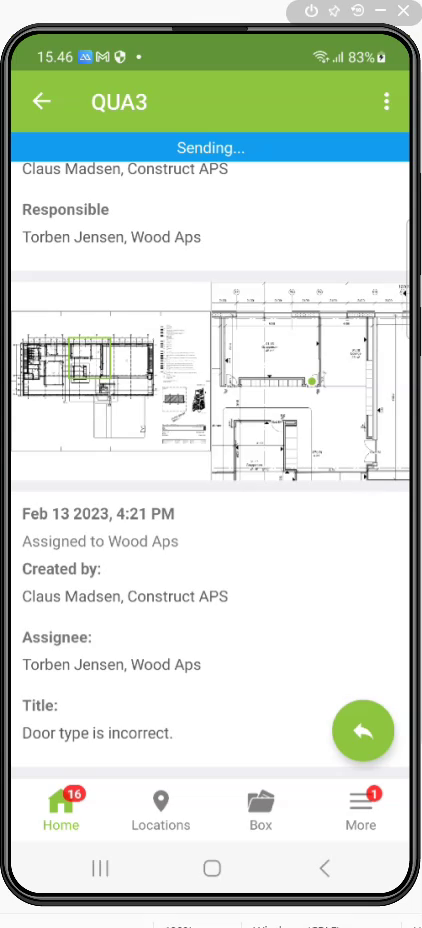 15.46
83%
QUA3
Sending...
Claus Madsen, Construct APS
Responsible
Torben Jensen, Wood Aps
Feb 13 2023, 4:21 PM
Assigned to Wood Aps
Created by:
Claus Madsen, Construct APS
Assignee:
Torben Jensen, Wood Aps
Title:
Door type is incorrect.
16
1
Home
Locations
Box
More